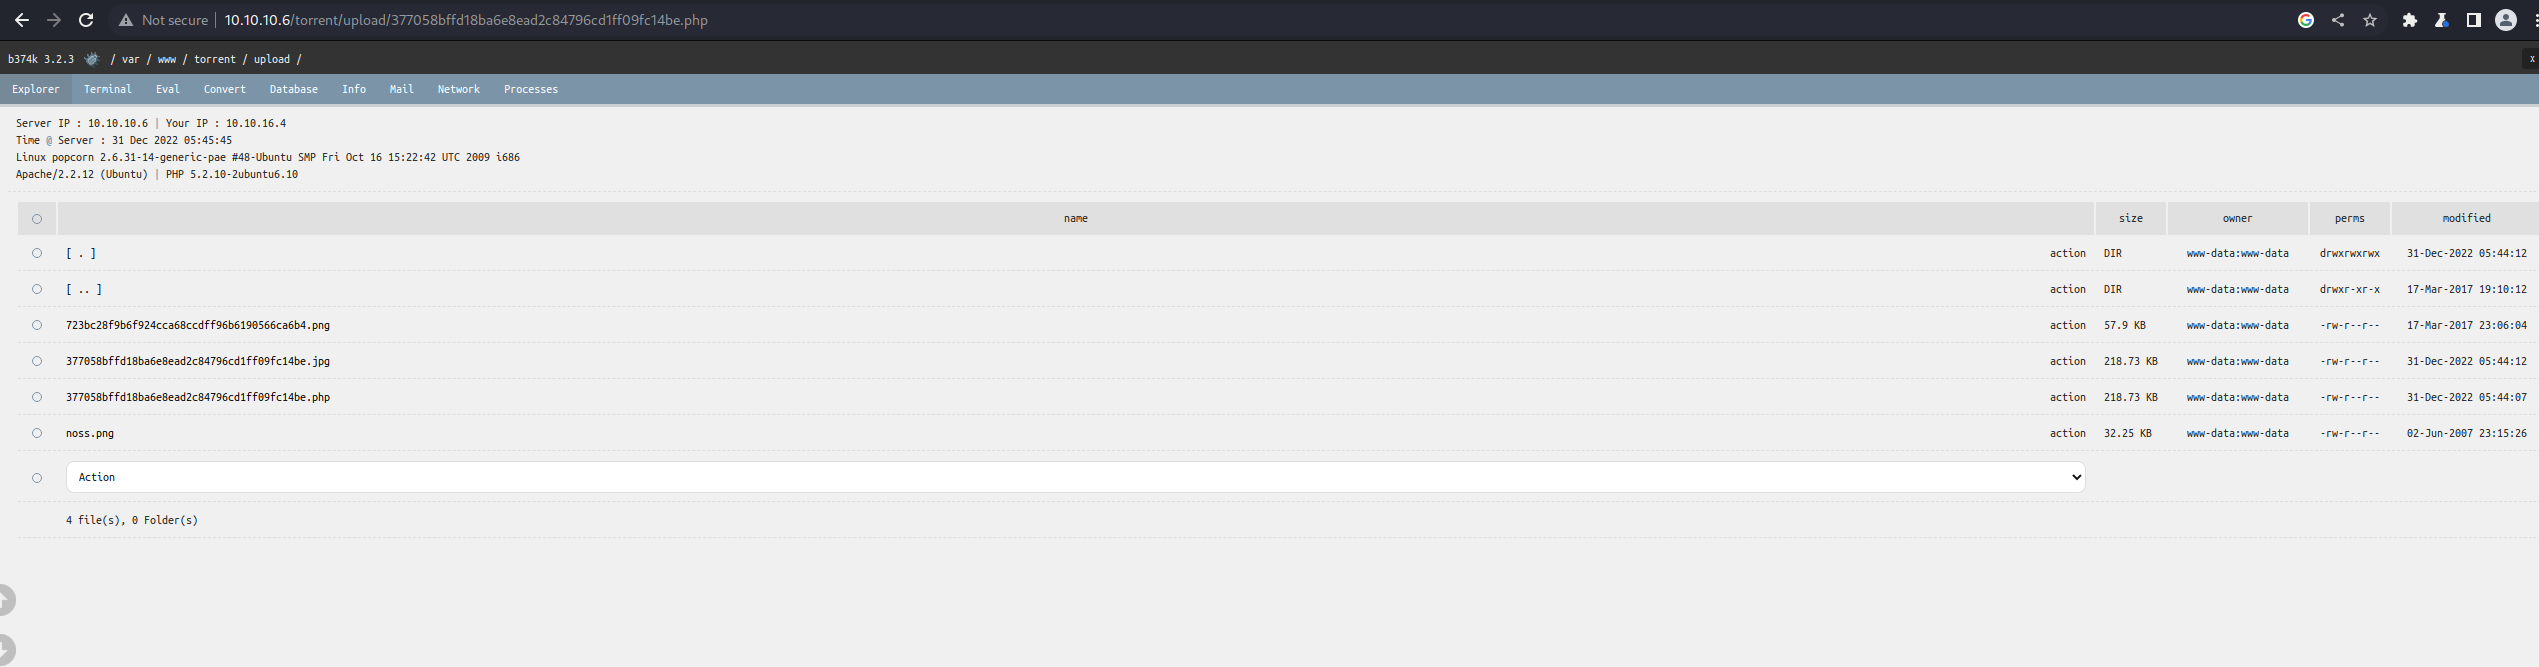 Not secure | 10.10.10.6/torrent/upload/377058bffd18ba6e8ead2c84796cd1ff09fc14be.php
b374k 3.2.3 / var / www / torrent / upload / x
Explorer Terminal Eval Convert Database Info Mail Network Processes
Server IP : 10.10.10.6 | Your IP : 10.10.16.4
Time @ Server : 31 Dec 2022 05:45:45
Linux popcorn 2.6.31-14-generic-pae #48-Ubuntu SMP Fri Oct 16 15:22:42 UTC 2009 i686
Apache/2.2.12 (Ubuntu) | PHP 5.2.10-2ubuntu6.10
name size owner perms modified
[ . ] action DIR www-data:www-data drwxrwxrwx 31-Dec-2022 05:44:12
[ .. ] action DIR www-data:www-data drwxr-xr-x 17-Mar-2017 19:10:12
723bc28f9b6f924cca68ccdff96b6190566ca6b4.png action 57.9 KB www-data:www-data -rw-r--r-- 17-Mar-2017 23:06:04
377058bffd18ba6e8ead2c84796cd1ff09fc14be.jpg action 218.73 KB www-data:www-data -rw-r--r-- 31-Dec-2022 05:44:12
377058bffd18ba6e8ead2c84796cd1ff09fc14be.php action 218.73 KB www-data:www-data -rw-r--r-- 31-Dec-2022 05:44:07
noss.png action 32.25 KB www-data:www-data -rw-r--r-- 02-Jun-2007 23:15:26
Action
4 file(s), 0 Folder(s)